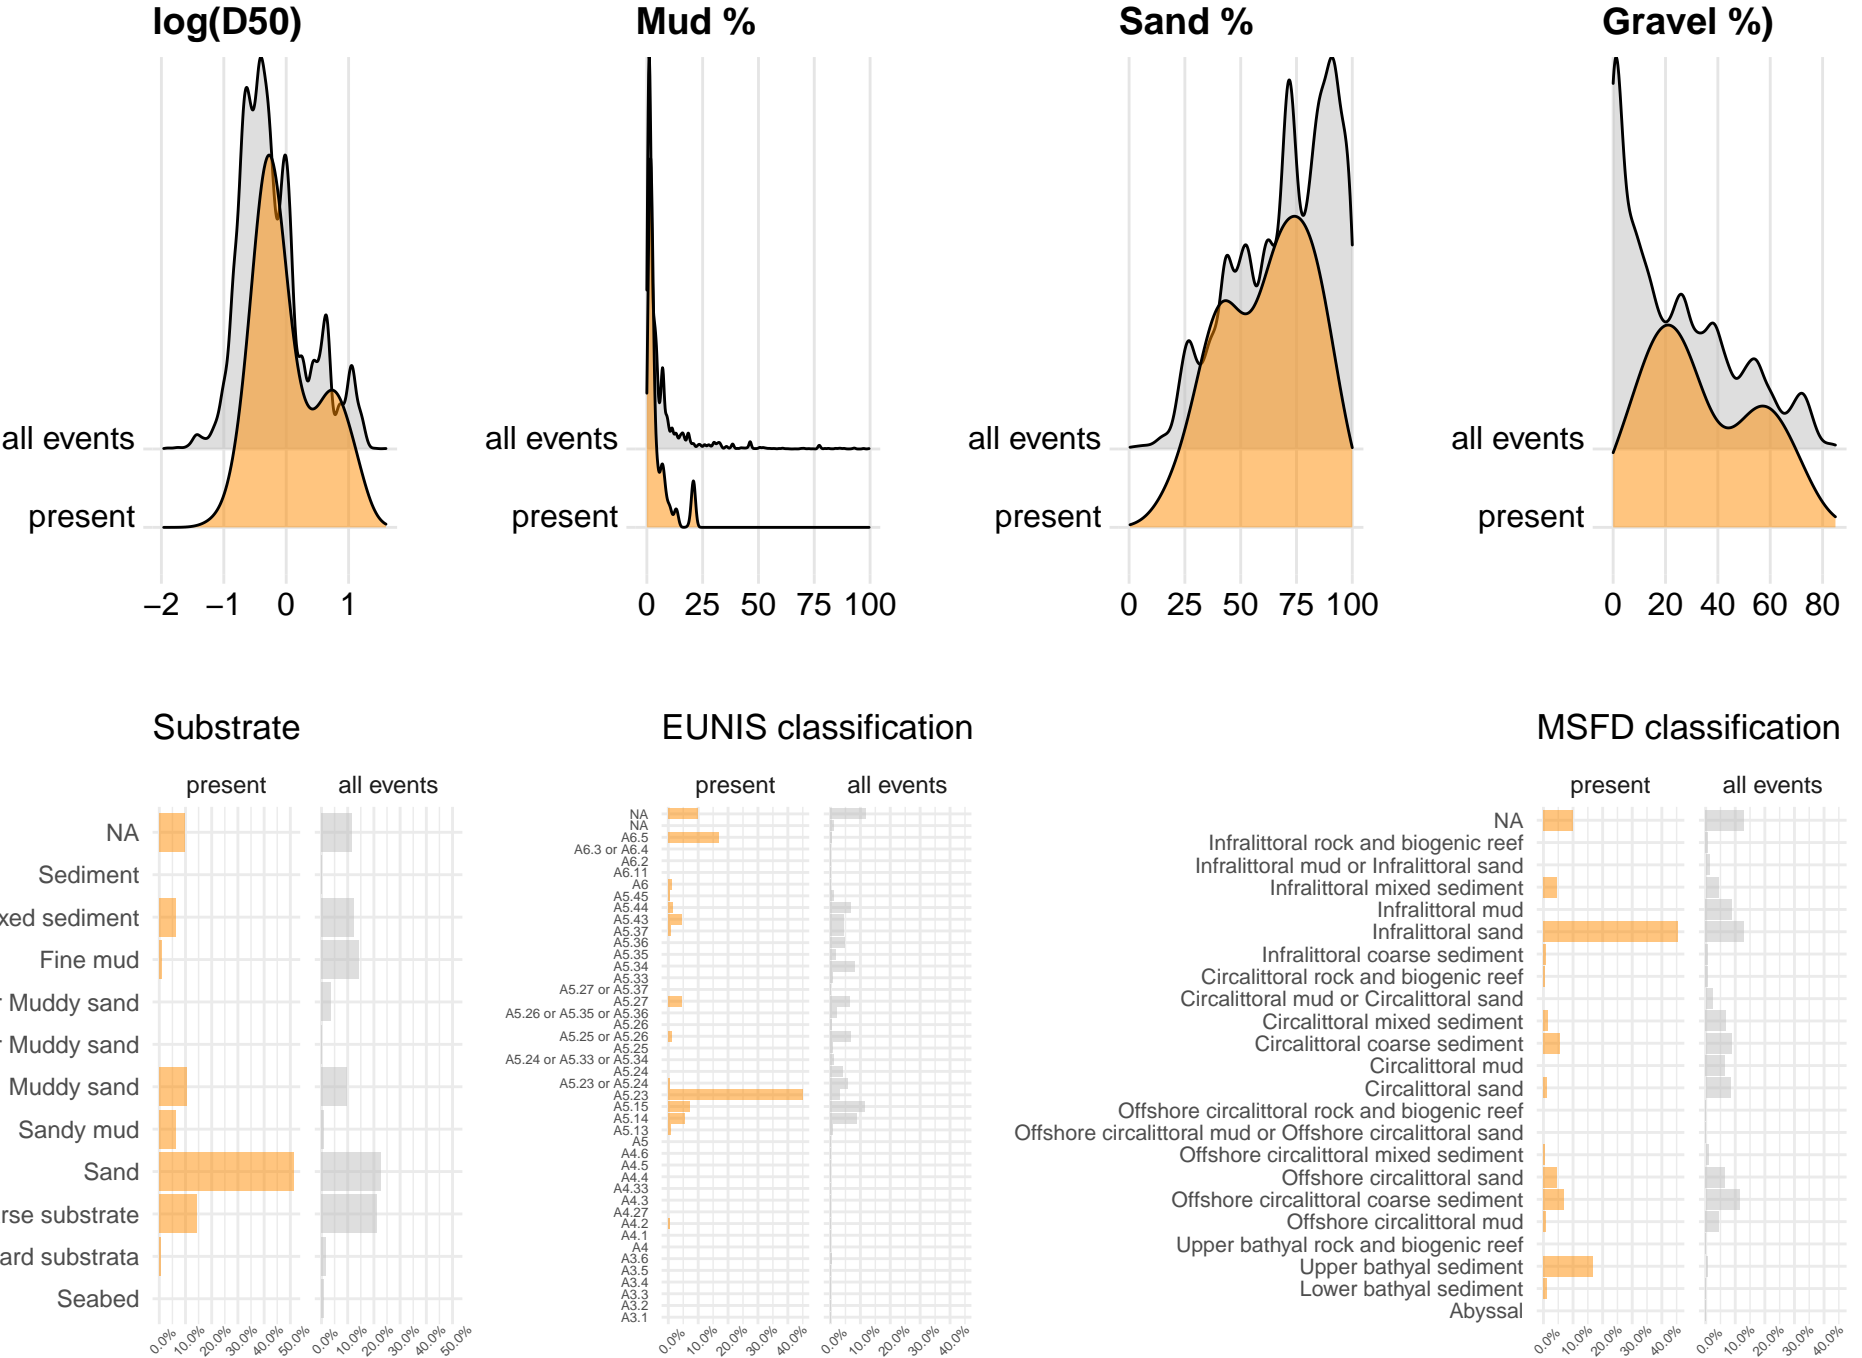 log(D50) Mud % Sand % Gravel %)
all events all events all events all events
present present present present
−2 −1 0 1 0 25 50 75 100 0 25 50 75 100 0 20 40 60 80
Substrate
present all events
NA
Sediment
xed sediment
Fine mud
r Muddy sand
r Muddy sand
Muddy sand
Sandy mud
Sand
rse substrate
ard substrata
Seabed
0.0% 10.0% 20.0% 30.0% 40.0% 50.0% 0.0% 10.0% 20.0% 30.0% 40.0% 50.0%
EUNIS classification
present all events
NA
NA
A6.5
A6.3 or A6.4
A6.2
A6.11
A6
A5.45
A5.44
A5.43
A5.37
A5.36
A5.35
A5.34
A5.33
A5.27 or A5.37
A5.27
A5.26 or A5.35 or A5.36
A5.26
A5.25 or A5.26
A5.25
A5.24 or A5.33 or A5.34
A5.24
A5.23 or A5.24
A5.23
A5.15
A5.14
A5.13
A5
A4.6
A4.5
A4.4
A4.33
A4.3
A4.27
A4.2
A4.1
A4
A3.6
A3.5
A3.4
A3.3
A3.2
A3.1
0.0% 10.0% 20.0% 30.0% 40.0% 0.0% 10.0% 20.0% 30.0% 40.0%
MSFD classification
present all events
NA
Infralittoral rock and biogenic reef
Infralittoral mud or Infralittoral sand
Infralittoral mixed sediment
Infralittoral mud
Infralittoral sand
Infralittoral coarse sediment
Circalittoral rock and biogenic reef
Circalittoral mud or Circalittoral sand
Circalittoral mixed sediment
Circalittoral coarse sediment
Circalittoral mud
Circalittoral sand
Offshore circalittoral rock and biogenic reef
Offshore circalittoral mud or Offshore circalittoral sand
Offshore circalittoral mixed sediment
Offshore circalittoral sand
Offshore circalittoral coarse sediment
Offshore circalittoral mud
Upper bathyal rock and biogenic reef
Upper bathyal sediment
Lower bathyal sediment
Abyssal
0.0% 10.0% 20.0% 30.0% 40.0% 0.0% 10.0% 20.0% 30.0% 40.0%